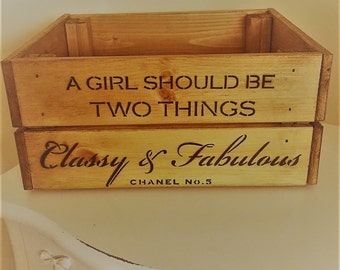 A GIRL SHOULD BE
TWO THINGS
Classy & Fabulous
CHANEL No.5